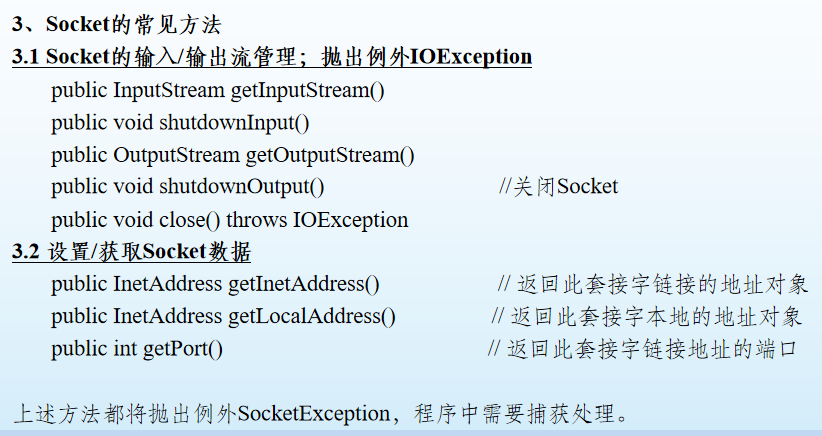 3、Socket的常见方法
3.1 Socket的输入/输出流管理；抛出例外IOException
public InputStream getInputStream()
public void shutdownInput()
public OutputStream getOutputStream()
public void shutdownOutput() //关闭Socket
public void close() throws IOException
3.2 设置/获取Socket数据
public InetAddress getInetAddress() // 返回此套接字链接的地址对象
public InetAddress getLocalAddress() // 返回此套接字本地的地址对象
public int getPort() // 返回此套接字链接地址的端口
上述方法都将抛出例外SocketException，程序中需要捕获处理。